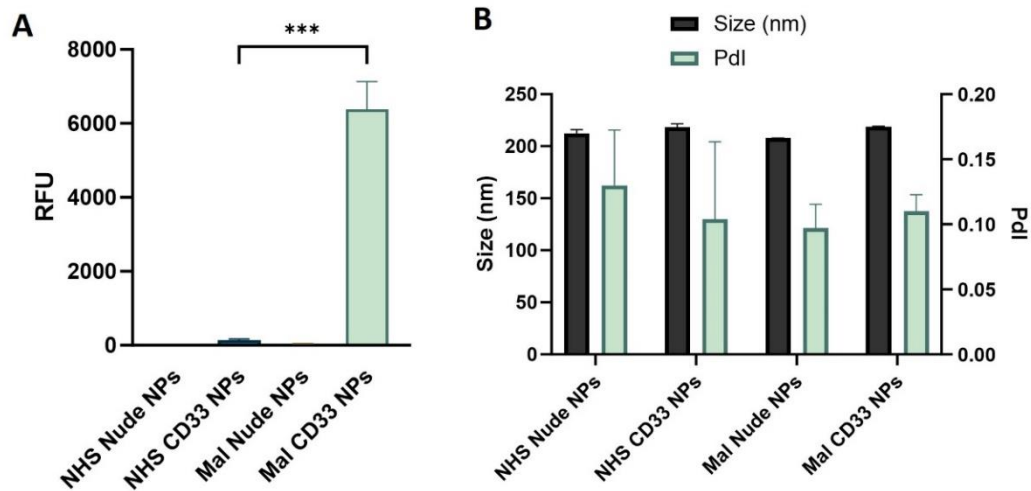 A
***
8000
6000
4000
2000
0
RFU
NHS Nude NPs
NHS CD33 NPs
Mal Nude NPs
Mal CD33 NPs
B
Size (nm)
PdI
250
200
150
100
50
0
Size (nm)
0.20
0.15
0.10
0.05
0.00
PdI
NHS Nude NPs
NHS CD33 NPs
Mal Nude NPs
Mal CD33 NPs